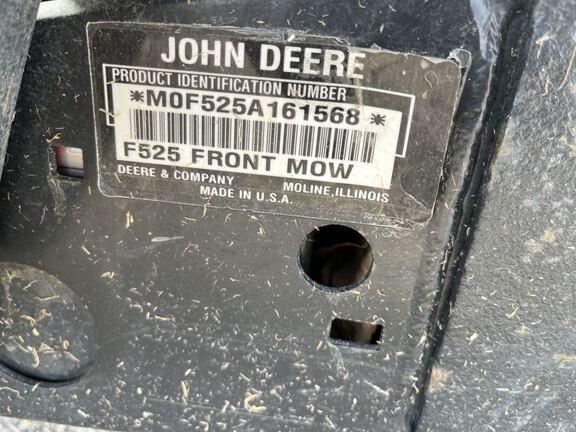 JOHN DEERE
PRODUCT IDENTIFICATION NUMBER
*M0F525A161568*
F525 FRONT MOW
DEERE & COMPANY MOLINE, ILLINOIS
MADE IN U.S.A.